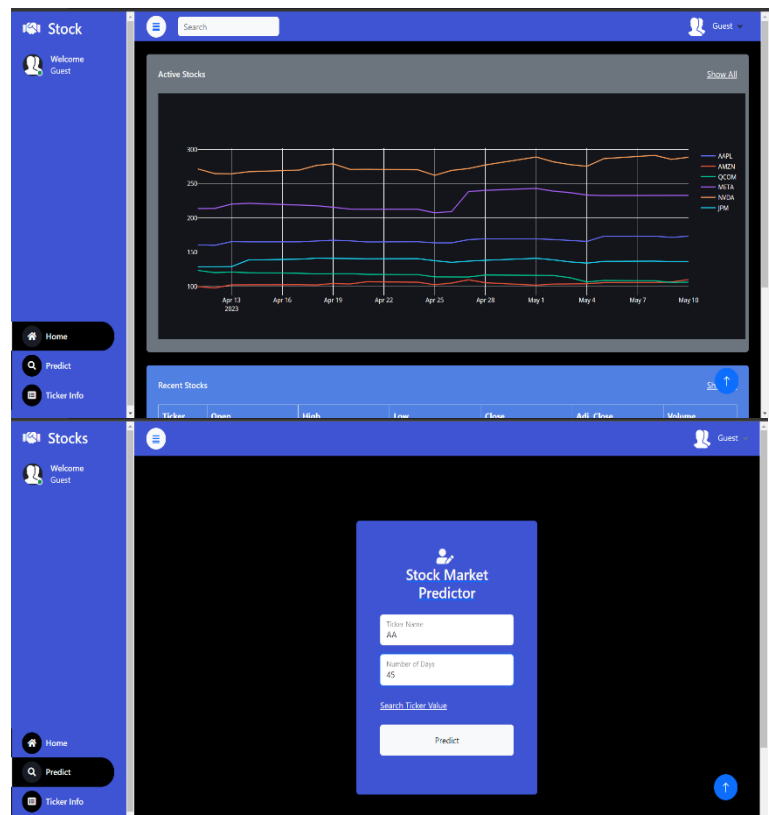 Stock
Search
Guest
Welcome
Guest
Active Stocks
Show All
300
250
200
150
100
Apr 13
2023
Apr 16
Apr 19
Apr 22
Apr 25
Apr 28
May 1
May 4
May 7
May 10
AAPL
AMZN
QCOM
META
NVDA
JPM
Home
Predict
Ticker Info
Recent Stocks
Ticker Open High Low Close Adj. Close Volume
Stocks
Guest
Welcome
Guest
Stock Market
Predictor
Ticker Name
AA
Number of Days
45
Search Ticker Value
Predict
Home
Predict
Ticker Info